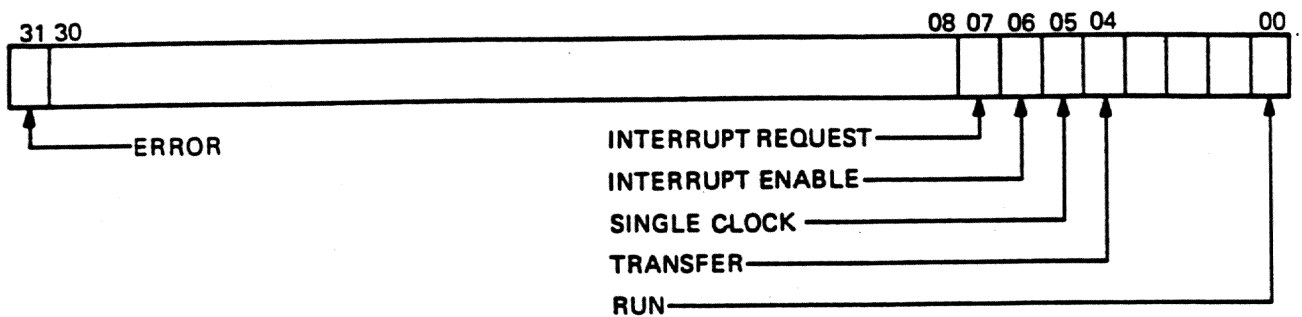 31 30 08 07 06 05 04 00
ERROR
INTERRUPT REQUEST
INTERRUPT ENABLE
SINGLE CLOCK
TRANSFER
RUN